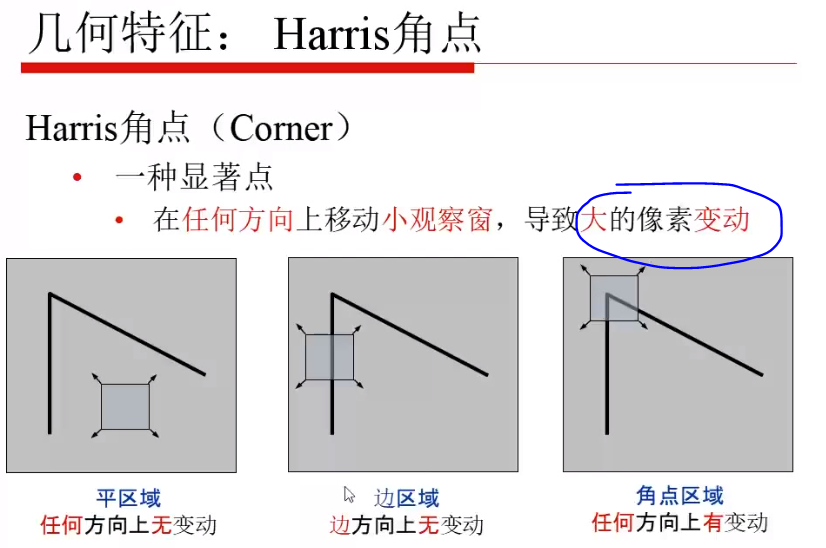 几何特征： Harris角点
Harris角点（Corner）
一种显著点
在任何方向上移动小观察窗，导致大的像素变动
平区域
任何方向上无变动
边区域
边方向上无变动
角点区域
任何方向上有变动